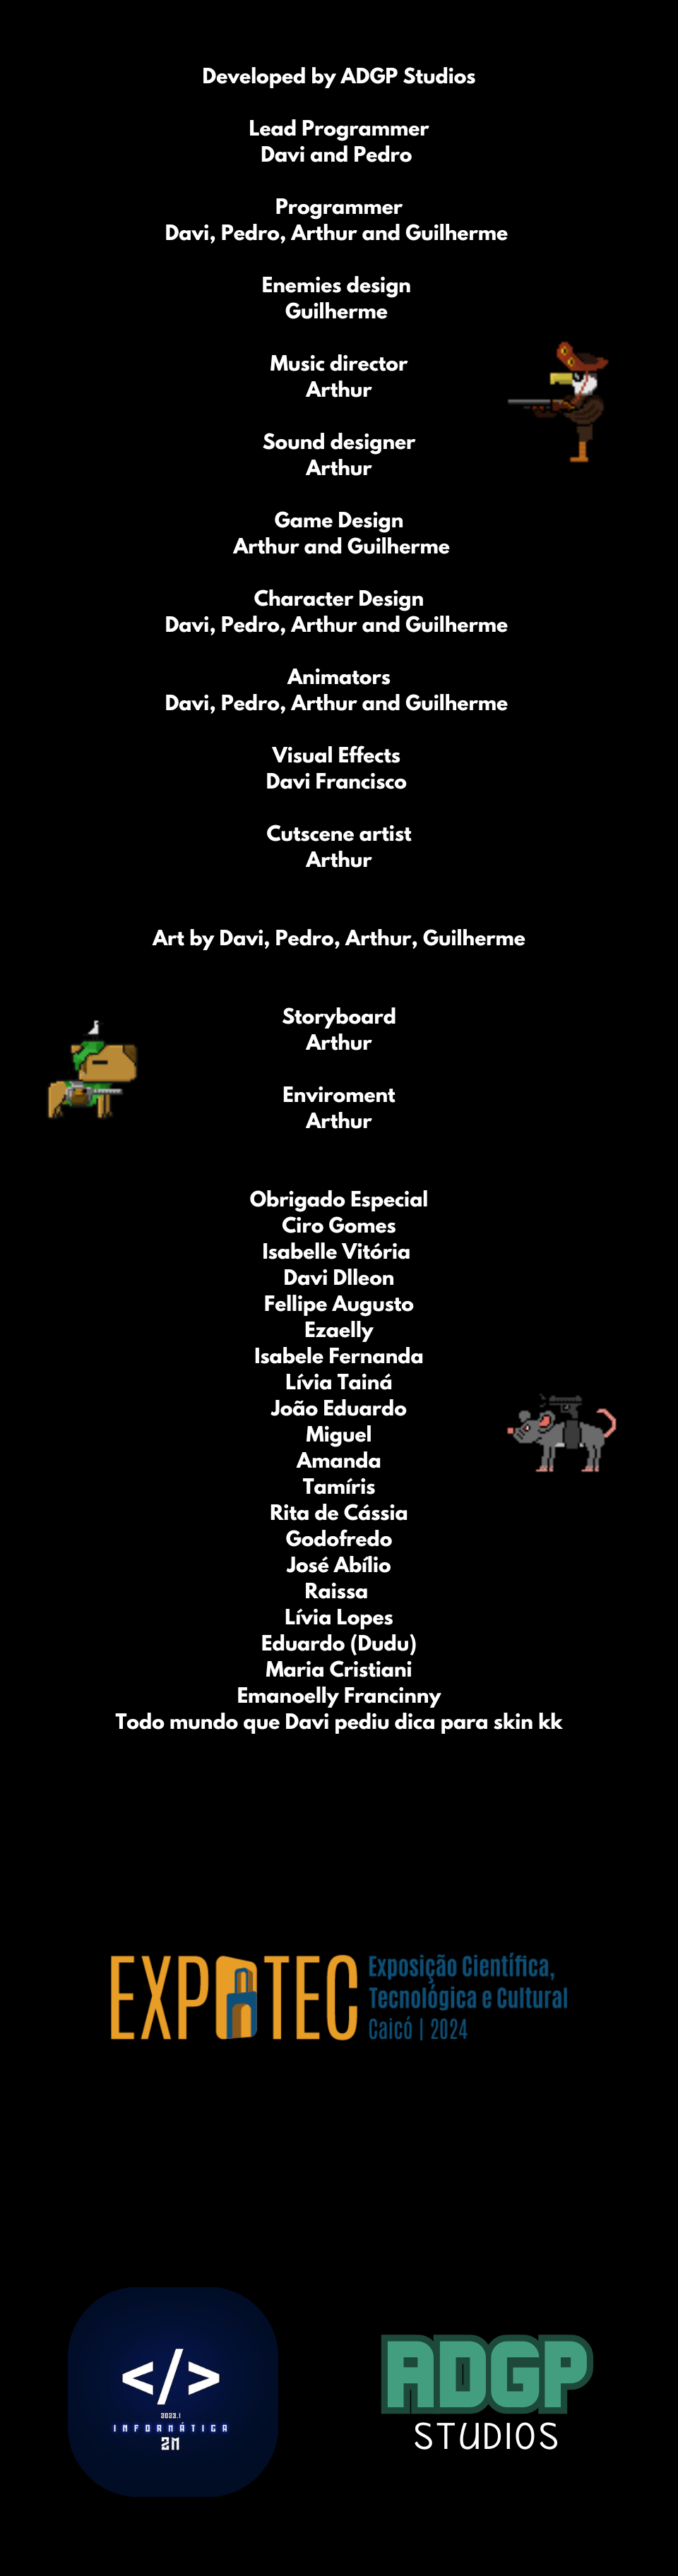 Developed by ADGP Studios
Lead Programmer
Davi and Pedro
Programmer
Davi, Pedro, Arthur and Guilherme
Enemies design
Guilherme
Music director
Arthur
Sound designer
Arthur
Game Design
Arthur and Guilherme
Character Design
Davi, Pedro, Arthur and Guilherme
Animators
Davi, Pedro, Arthur and Guilherme
Visual Effects
Davi Francisco
Cutscene artist
Arthur
Art by Davi, Pedro, Arthur, Guilherme
Storyboard
Arthur
Enviroment
Arthur
Obrigado Especial
Ciro Gomes
Isabelle Vitória
Davi Dlleon
Fellipe Augusto
Ezaelly
Isabele Fernanda
Lívia Tainá
João Eduardo
Miguel
Amanda
Tamíris
Rita de Cássia
Godofredo
José Abílio
Raissa
Lívia Lopes
Eduardo (Dudu)
Maria Cristiani
Emanoelly Francinny
Todo mundo que Davi pediu dica para skin kk
EXPOTEC
Exposição Científica,
Tecnológica e Cultural
Caicó | 2024
</>
2023.1
INFORMÁTICA
2M
ADGP
STUDIOS